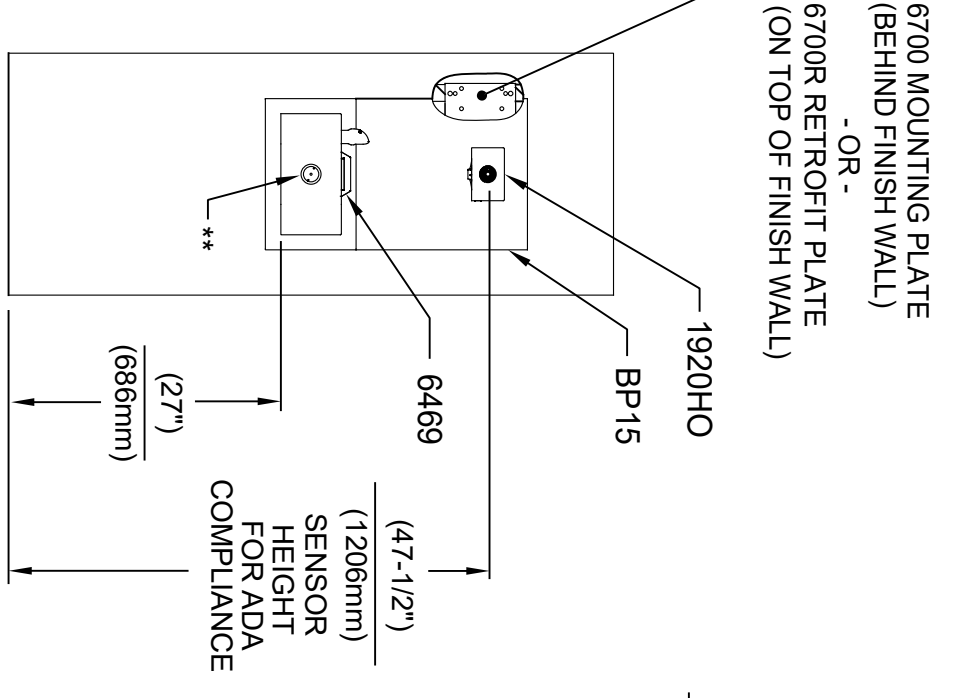 6700 MOUNTING PLATE
(BEHIND FINISH WALL)
- OR -
6700R RETROFIT PLATE
(ON TOP OF FINISH WALL)
1920HO
BP15
6469
**
(27")
(686mm)
(47-1/2")
(1206mm)
SENSOR
HEIGHT
FOR ADA
COMPLIANCE